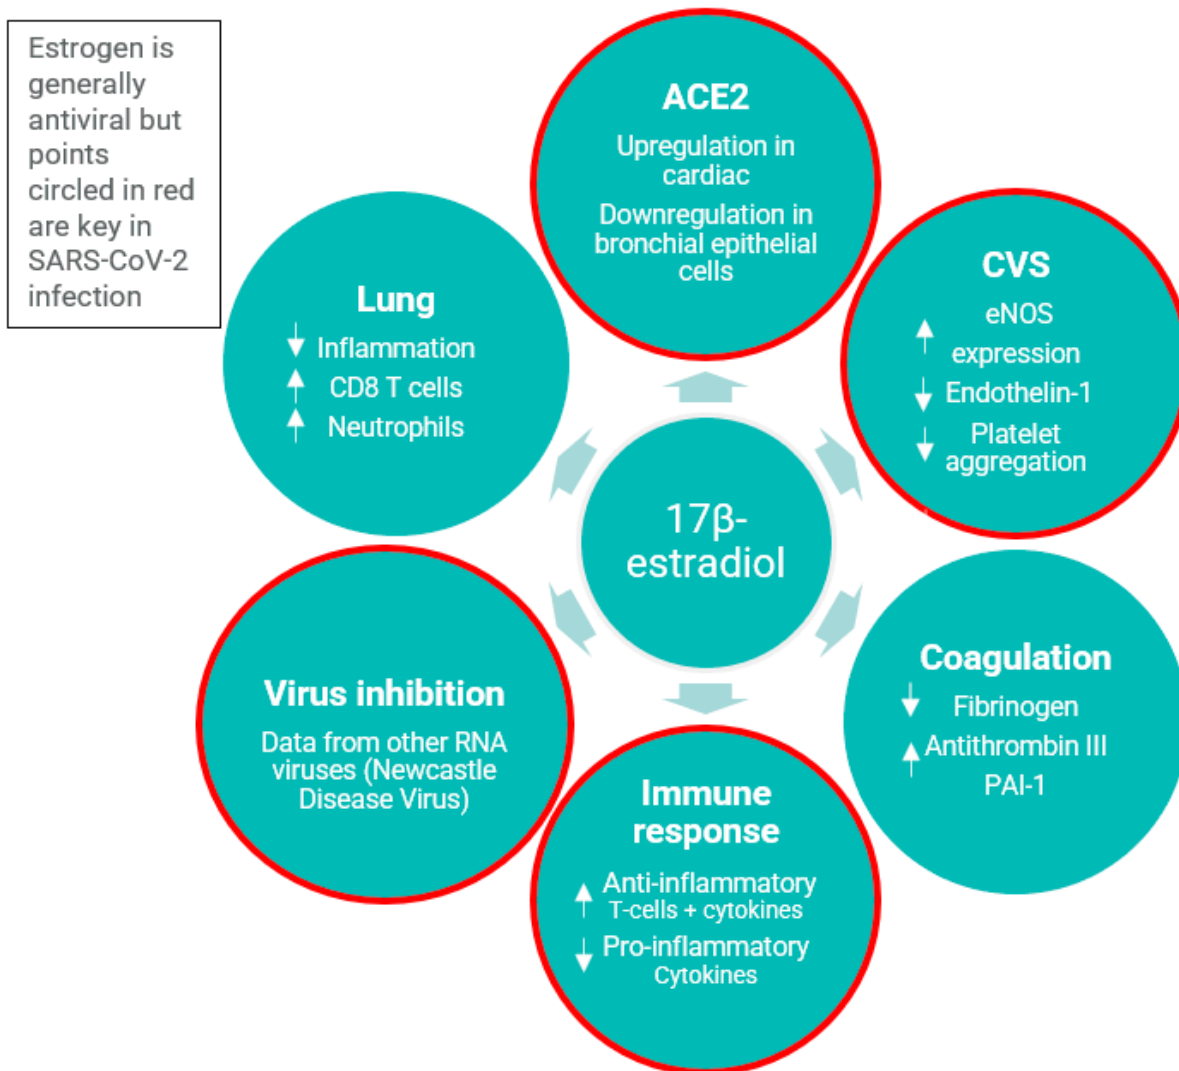 Estrogen is
generally
antiviral but
points
circled in red
are key in
SARS-CoV-2
infection
ACE2
Upregulation in
cardiac
Downregulation in
bronchial epithelial
cells
CVS
↑ eNOS
expression
↓ Endothelin-1
↓ Platelet
aggregation
Coagulation
↓ Fibrinogen
↑ Antithrombin III
PAI-1
Immune
response
↑ Anti-inflammatory
T-cells + cytokines
↓ Pro-inflammatory
Cytokines
Virus inhibition
Data from other RNA
viruses (Newcastle
Disease Virus)
Lung
↓ Inflammation
↑ CD8 T cells
↑ Neutrophils
17β-
estradiol